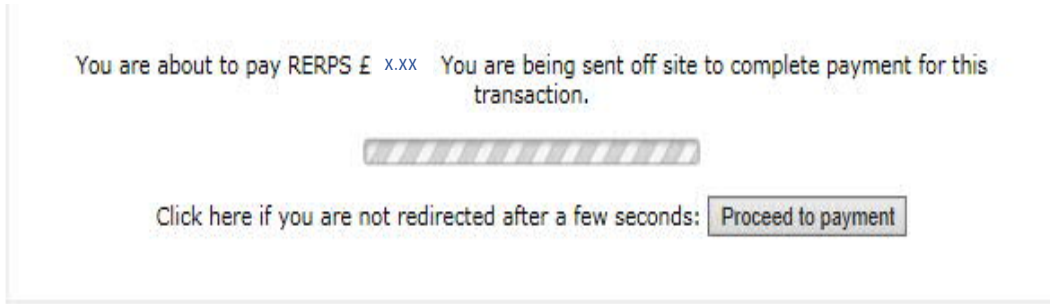 You are about to pay RERPS £ x.xx You are being sent off site to complete payment for this
transaction.
Click here if you are not redirected after a few seconds: Proceed to payment